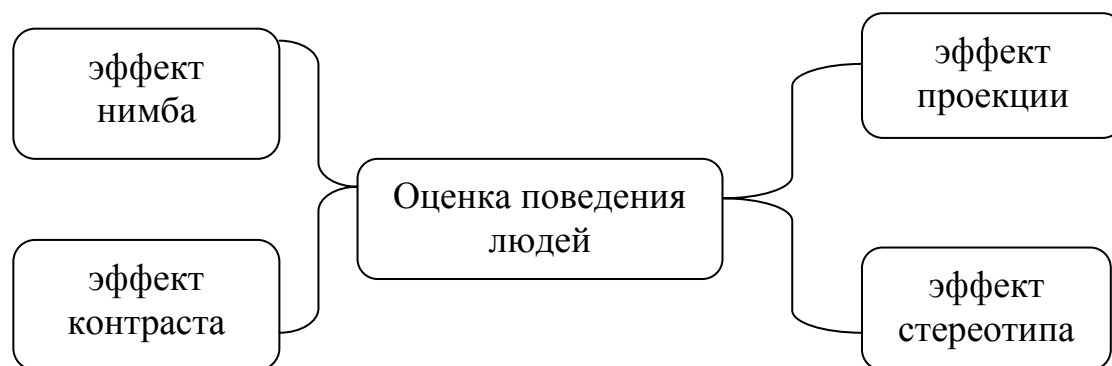 эффект
нимба
эффект
проекции
Оценка поведения
людей
эффект
контраста
эффект
стереотипа